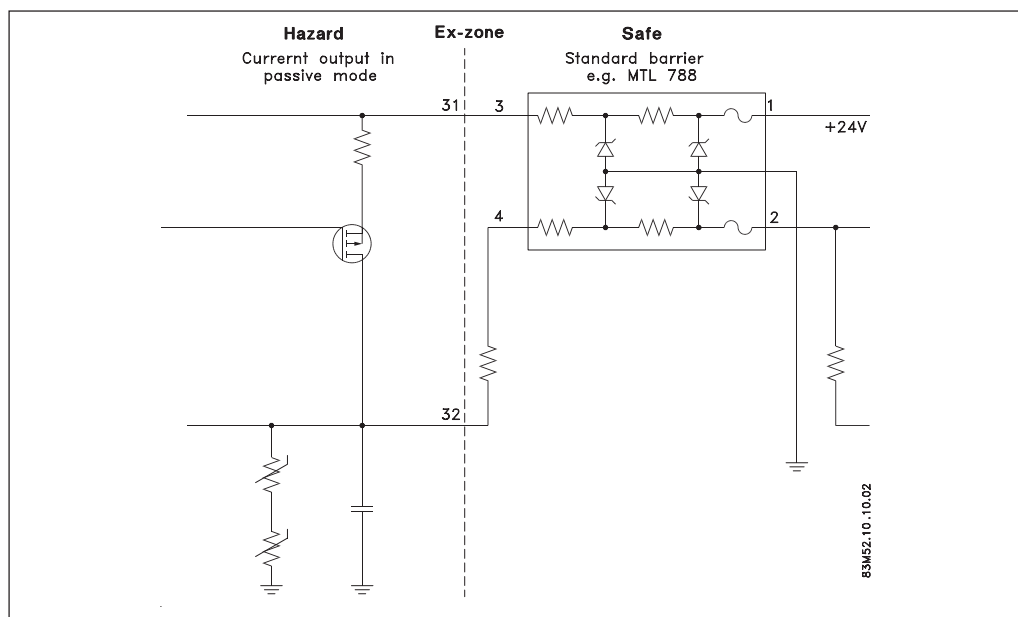 Hazard
Currernt output in
passive mode
Ex-zone
Safe
Standard barrier
e.g. MTL 788
31
3
1
+24V
4
2
32
83M52.10.10.02